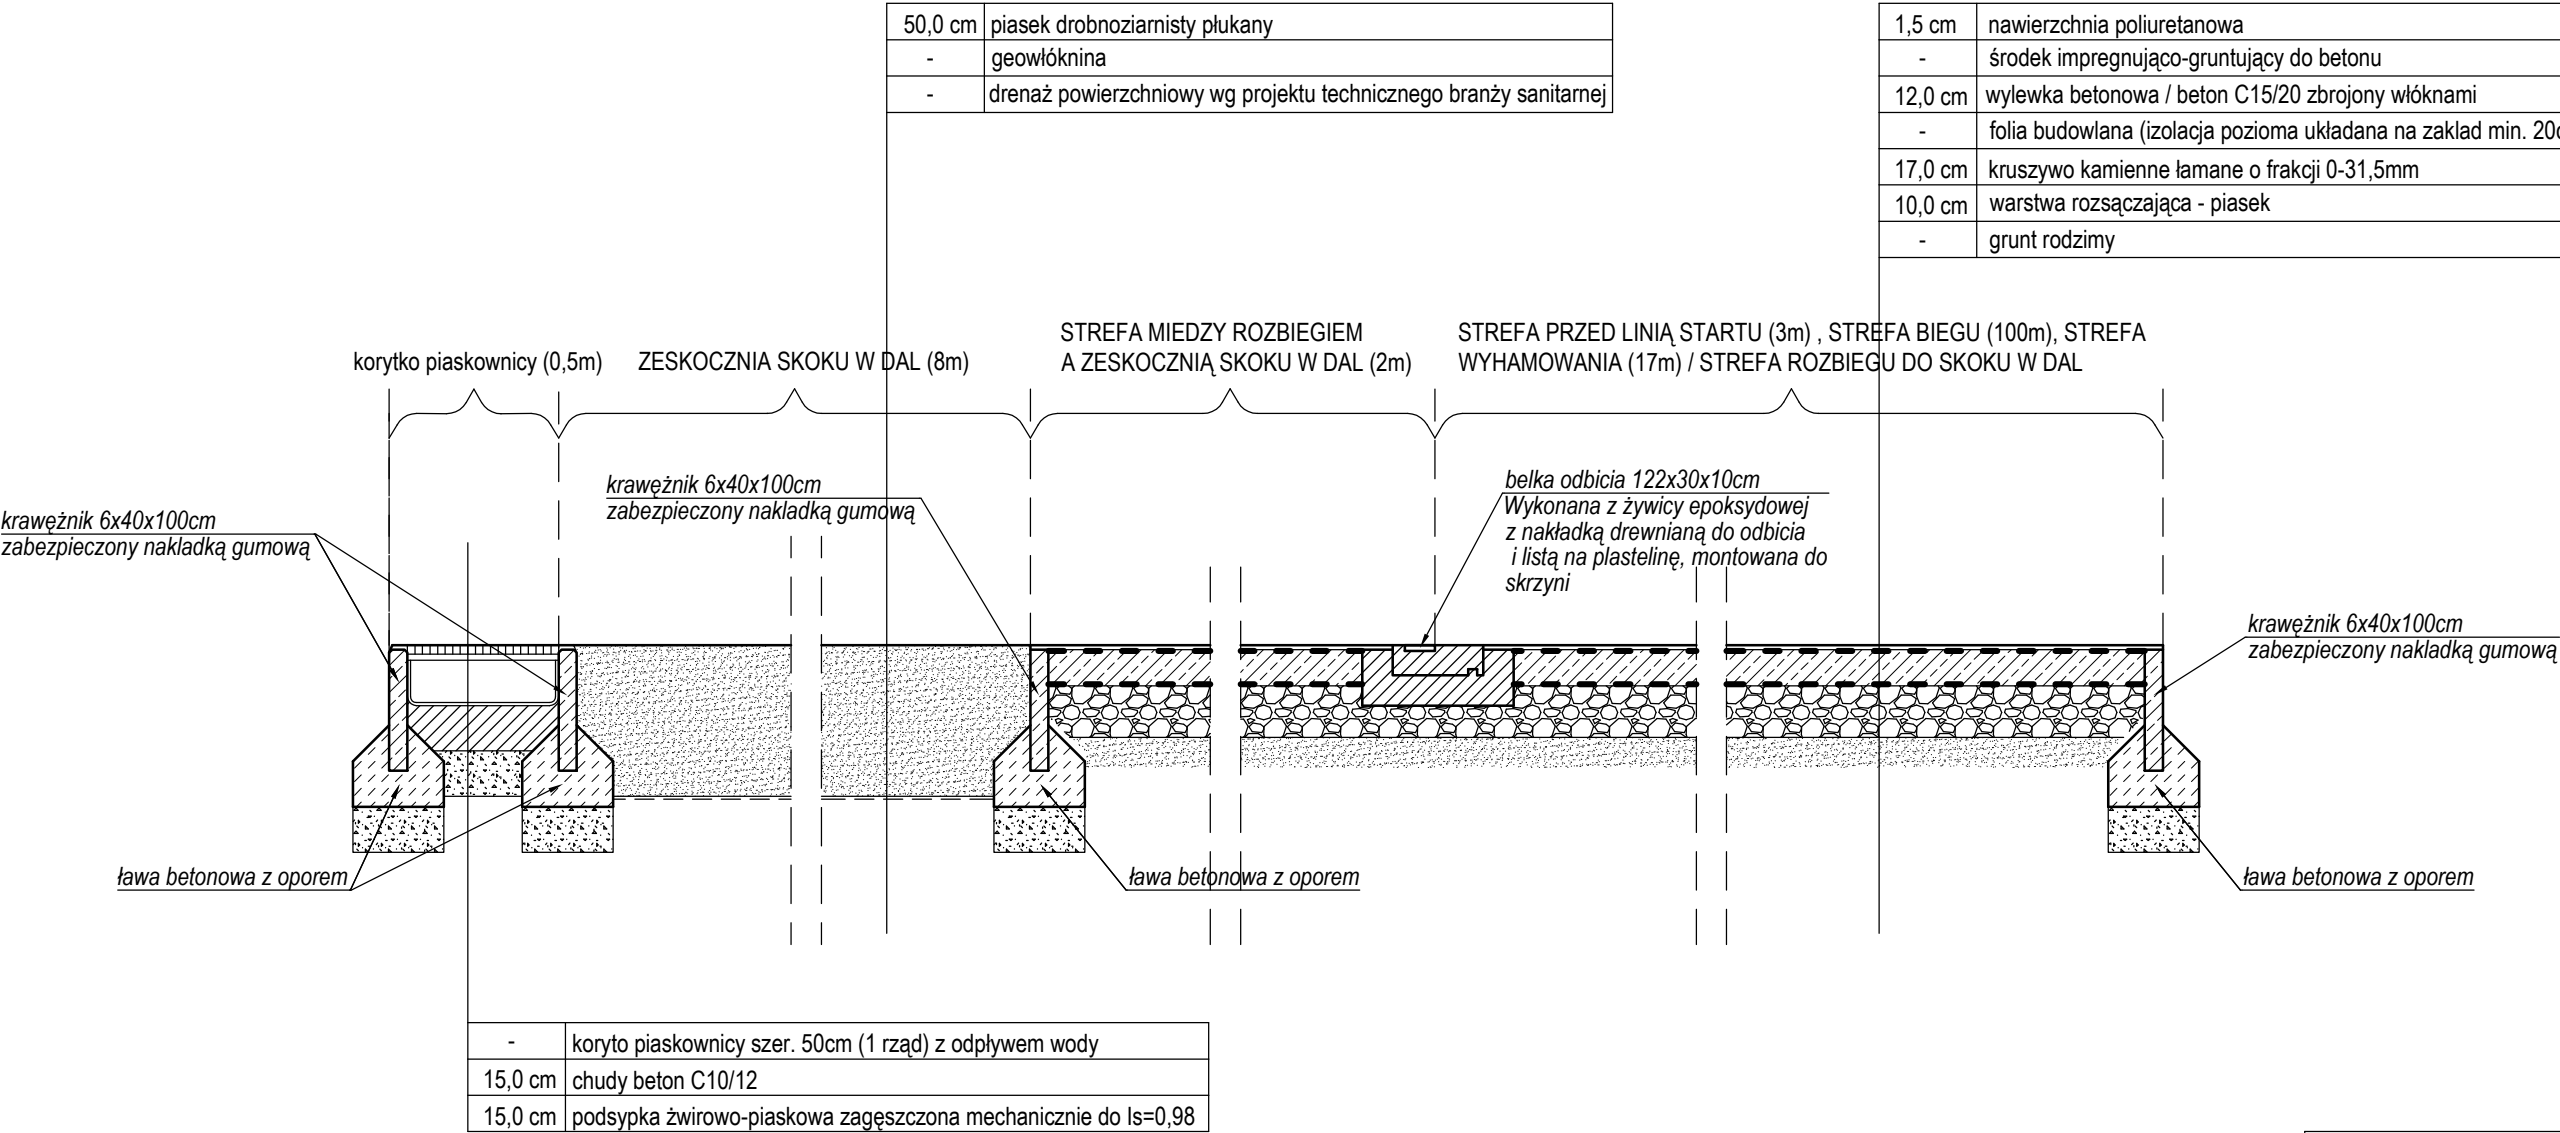 50,0 cm piasek drobnoziarnisty płukany
- geowłóknina
- drenaż powierzchniowy wg projektu technicznego branży sanitarnej
1,5 cm nawierzchnia poliuretanowa
- środek impregnująco-gruntujący do betonu
12,0 cm wylewka betonowa / beton C15/20 zbrojony włóknami
- folia budowlana (izolacja pozioma układana na zaklad min. 20c
17,0 cm kruszywo kamienne łamane o frakcji 0-31,5mm
10,0 cm warstwa rozsączająca - piasek
- grunt rodzimy
korytko piaskownicy (0,5m)
ZESKOCZNIA SKOKU W DAL (8m)
STREFA MIEDZY ROZBIEGIEM
A ZESKOCZNIĄ SKOKU W DAL (2m)
STREFA PRZED LINIĄ STARTU (3m) , STREFA BIEGU (100m), STREFA
WYHAMOWANIA (17m) / STREFA ROZBIEGU DO SKOKU W DAL
krawężnik 6x40x100cm
zabezpieczony nakladką gumową
krawężnik 6x40x100cm
zabezpieczony nakladką gumową
belka odbicia 122x30x10cm
Wykonana z żywicy epoksydowej
z nakładką drewnianą do odbicia
i listą na plastelinę, montowana do
skrzyni
krawężnik 6x40x100cm
zabezpieczony nakladką gumową
ława betonowa z oporem
ława betonowa z oporem
ława betonowa z oporem
- koryto piaskownicy szer. 50cm (1 rząd) z odpływem wody
15,0 cm chudy beton C10/12
15,0 cm podsypka żwirowo-piaskowa zagęszczona mechanicznie do Is=0,98